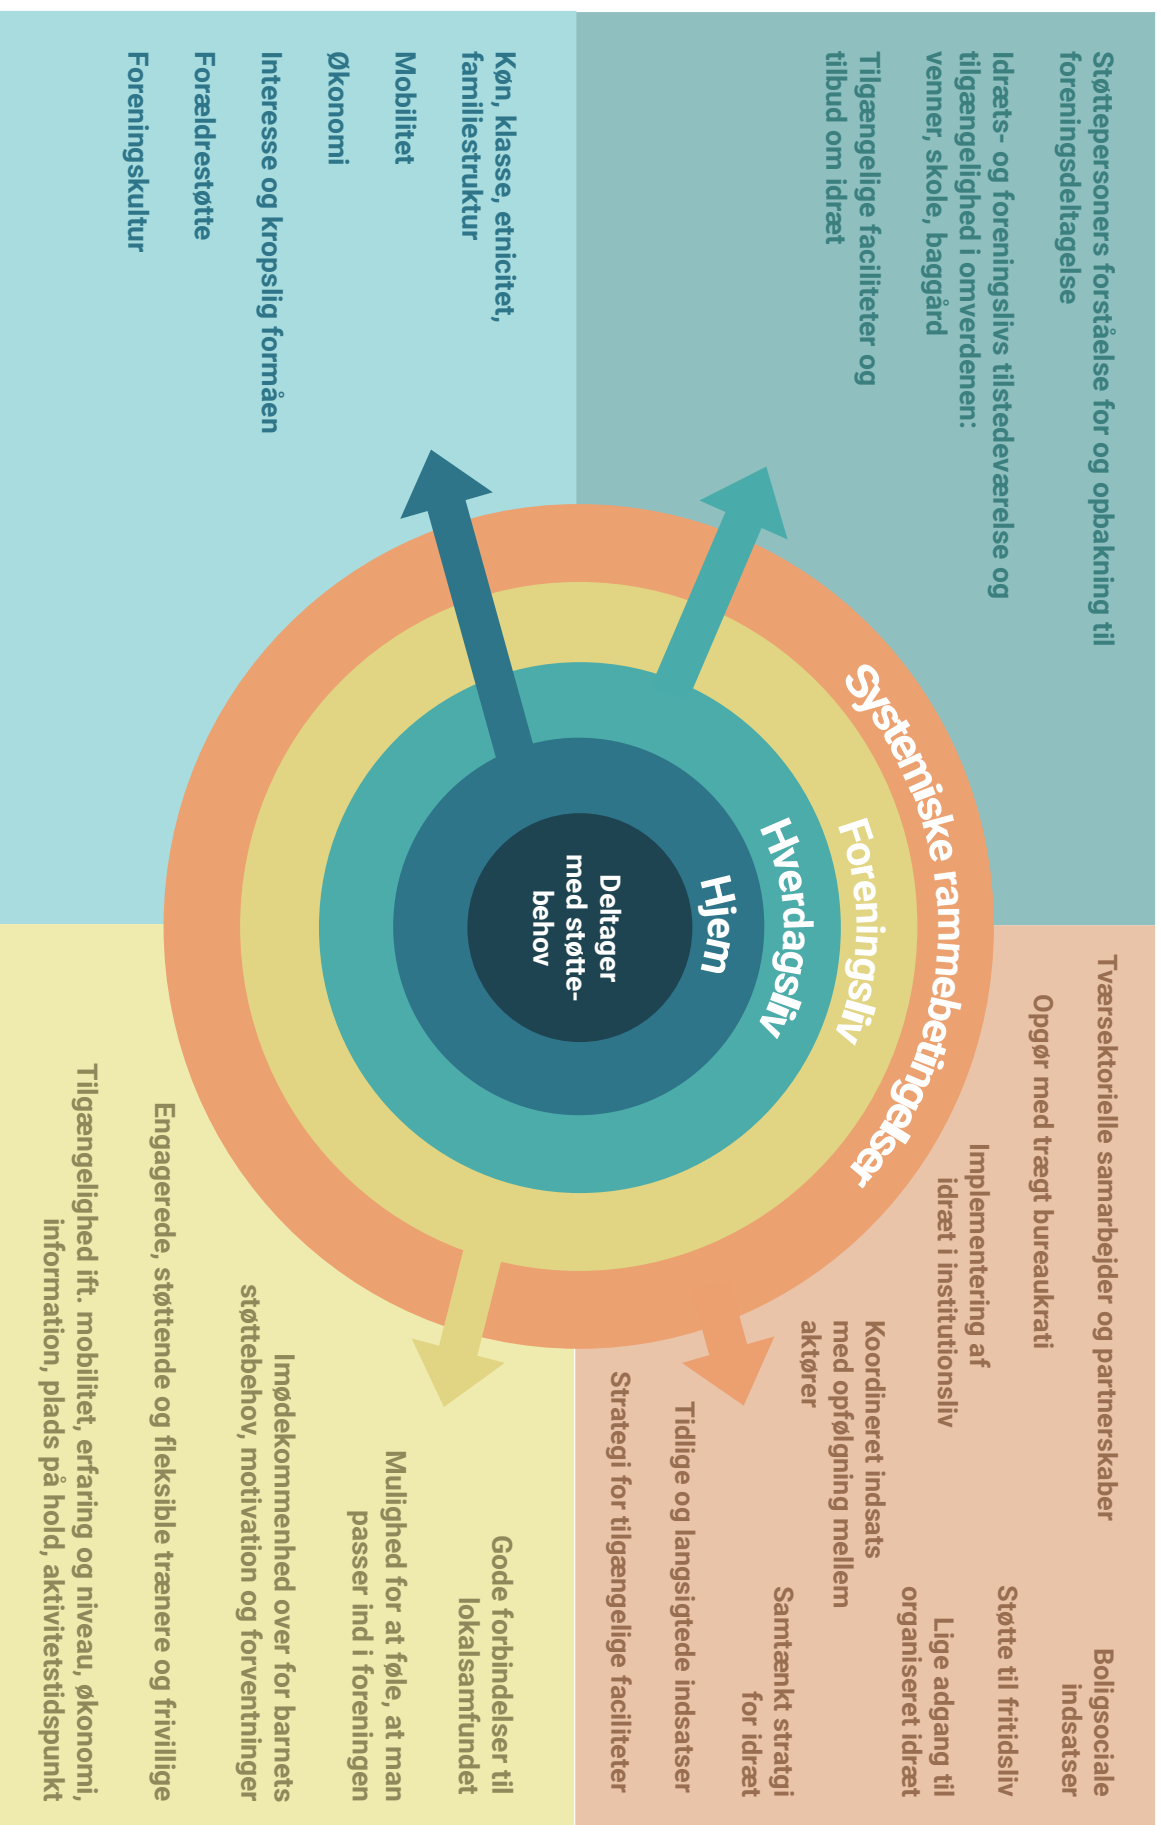 Støttepersoners forståelse for og opbakning til
foreningsdeltagelse
Idræts- og foreningslivs tilstedeværelse og
tilgængelighed i omverdenen:
venner, skole, baggård
Tilgængelige faciliteter og
tilbud om idræt
Køn, klasse, etnicitet,
familiestruktur
Mobilitet
Økonomi
Interesse og kropslig formåen
Forældrestøtte
Foreningskultur
Systemiske rammebetingelser
Foreningsliv
Hverdagsliv
Hjem
Deltager
med støtte-
behov
Tværsektorielle samarbejder og partnerskaber
Opgør med trægt bureaukrati
Implementering af
idræt i institutionsliv
Koordineret indsats
med opfølgning mellem
aktører
Boligsociale
indsatser
Støtte til fritidsliv
Lige adgang til
organiseret idræt
Samtænkt stratgi
for idræt
Tidlige og langsigtede indsatser
Strategi for tilgængelige faciliteter
Gode forbindelser til
lokalsamfundet
Mulighed for at føle, at man
passer ind i foreningen
Imødekommenhed over for barnets
støttebehov, motivation og forventninger
Engagerede, støttende og fleksible trænere og frivillige
Tilgængelighed ift. mobilitet, erfaring og niveau, økonomi,
information, plads på hold, aktivitetstidspunkt